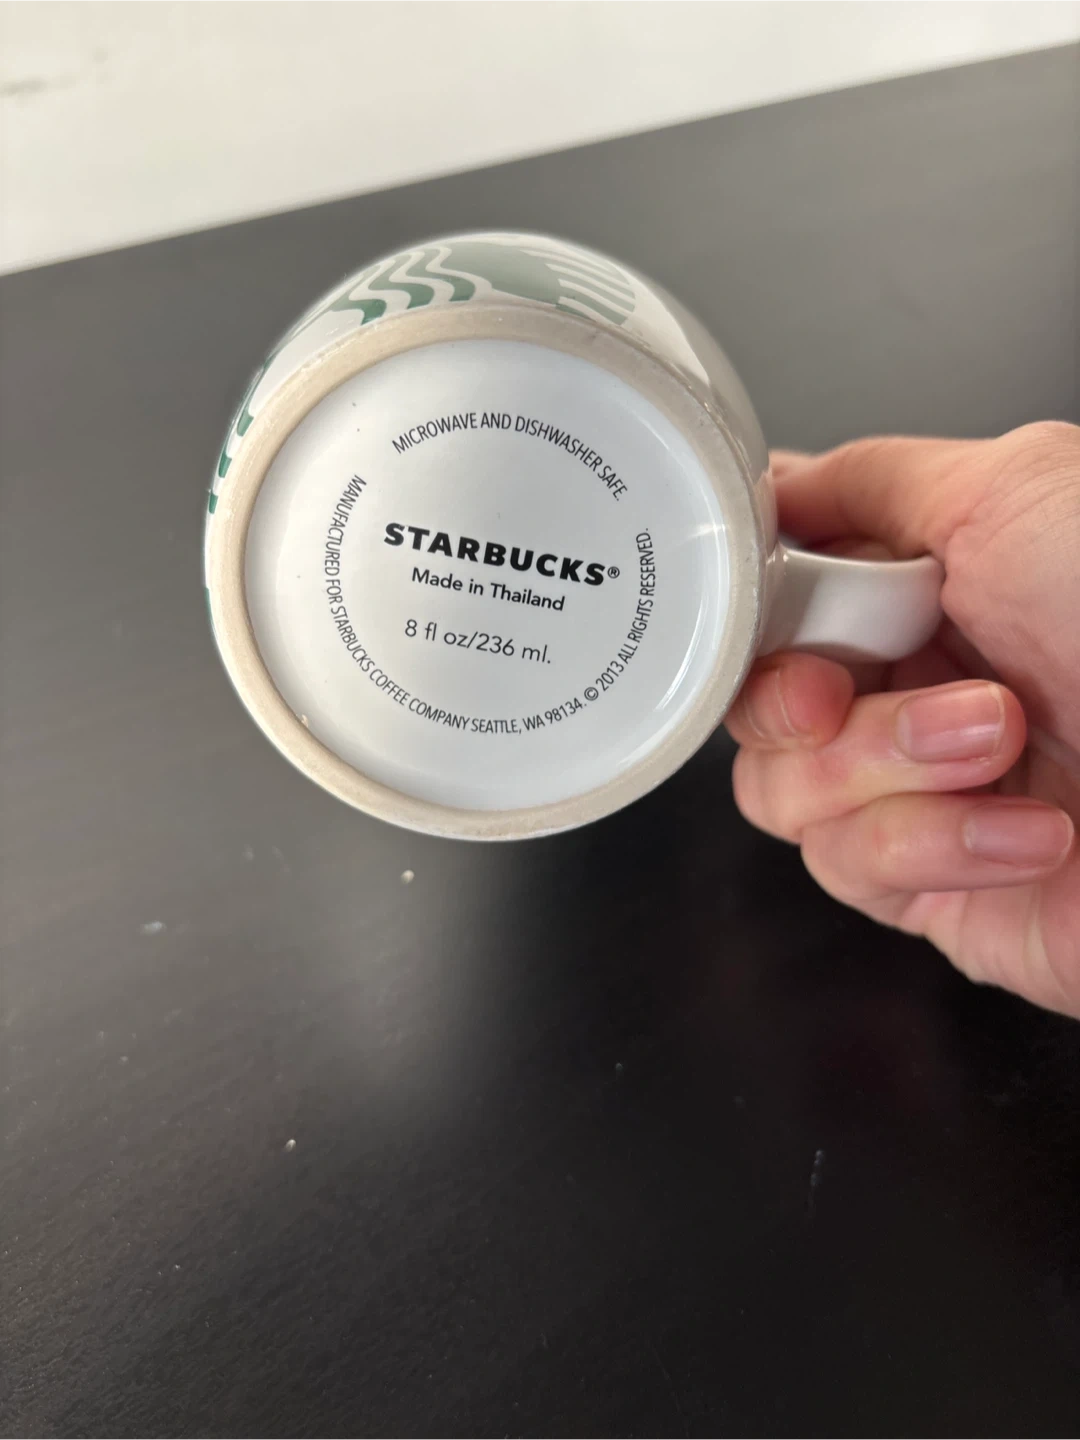 MICROWAVE AND DISHWASHER SAFE.
STARBUCKS®
Made in Thailand
8 fl oz/236 ml.
MANUFACTURED FOR STARBUCKS COFFEE COMPANY SEATTLE, WA 98134. © 2013 ALL RIGHTS RESERVED.